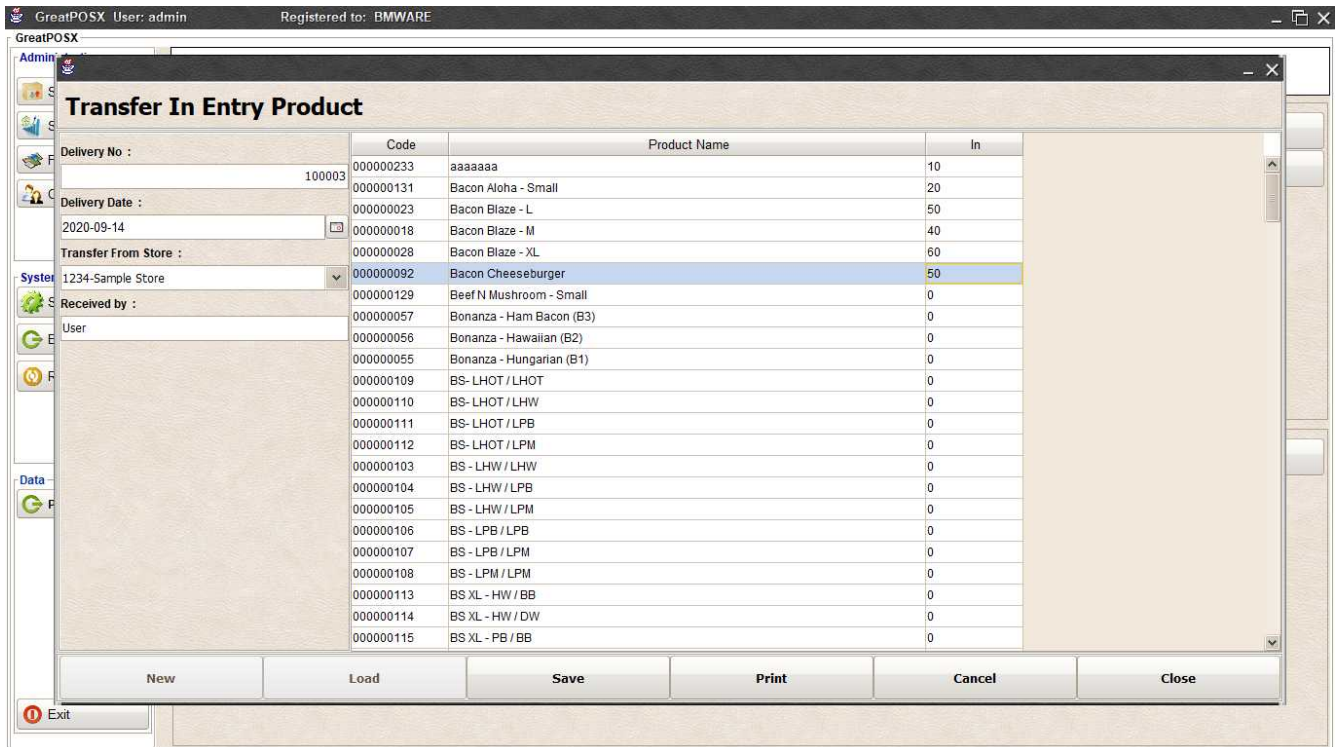 GreatPOSX User: admin Registered to: BMWARE
GreatPOSX
Transfer In Entry Product
Delivery No :
100003
Delivery Date :
2020-09-14
Transfer From Store :
1234-Sample Store
Received by :
User
Code Product Name In
000000233 aaaaaaa 10
000000131 Bacon Aloha - Small 20
000000023 Bacon Blaze - L 50
000000018 Bacon Blaze - M 40
000000028 Bacon Blaze - XL 60
000000092 Bacon Cheeseburger 50
000000129 Beef N Mushroom - Small 0
000000057 Bonanza - Ham Bacon (B3) 0
000000056 Bonanza - Hawaiian (B2) 0
000000055 Bonanza - Hungarian (B1) 0
000000109 BS- LHOT / LHOT 0
000000110 BS- LHOT / LHW 0
000000111 BS- LHOT / LPB 0
000000112 BS- LHOT / LPM 0
000000103 BS - LHW / LHW 0
000000104 BS - LHW / LPB 0
000000105 BS - LHW / LPM 0
000000106 BS - LPB / LPB 0
000000107 BS - LPB / LPM 0
000000108 BS - LPM / LPM 0
000000113 BS XL - HW / BB 0
000000114 BS XL - HW / DW 0
000000115 BS XL - PB / BB 0
Data
New Load Save Print Cancel Close
Exit